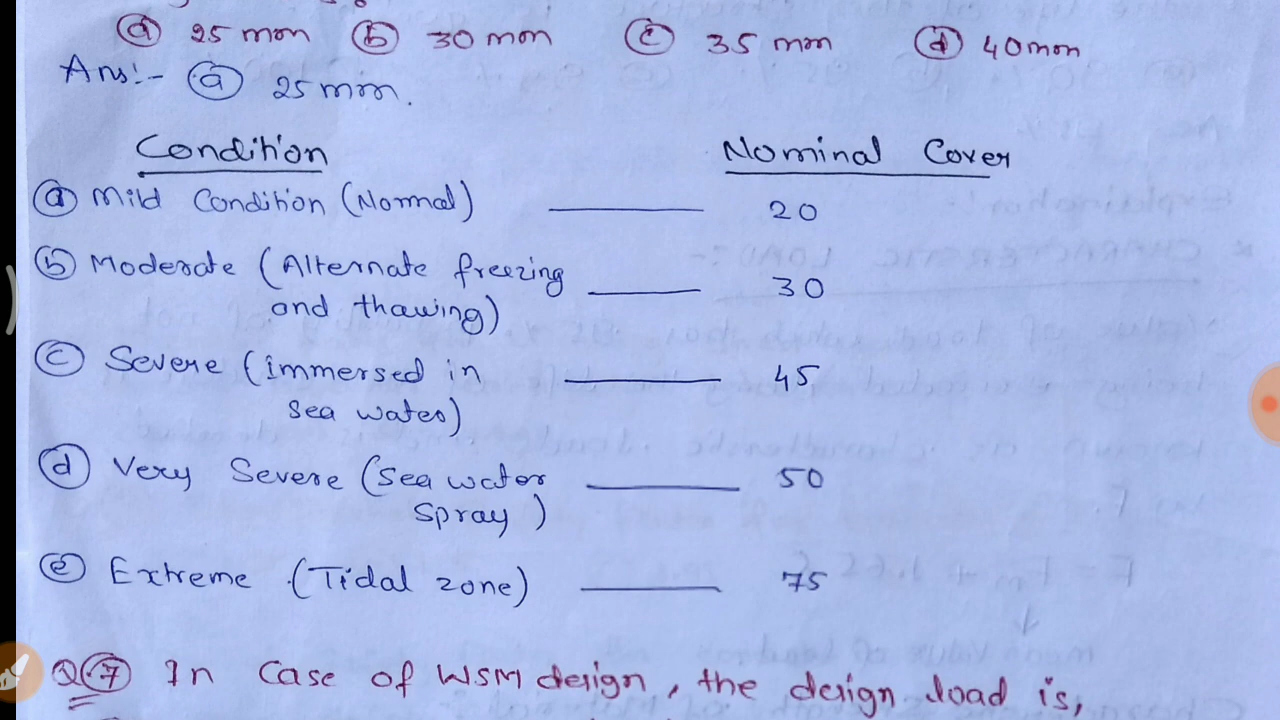 (a) 25 mm (b) 30 mm (c) 35 mm (d) 40mm
Ans:- (a) 25 mm.
Condition Nominal Cover
(a) Mild Condition (Normal) — 20
(b) Moderate (Alternate freezing — 30
and thawing)
(c) Severe (immersed in — 45
sea water)
(d) Very Severe (Sea water — 50
Spray)
(e) Extreme (Tidal zone) — 75
Q(7) In Case of WSM design, the design load is,